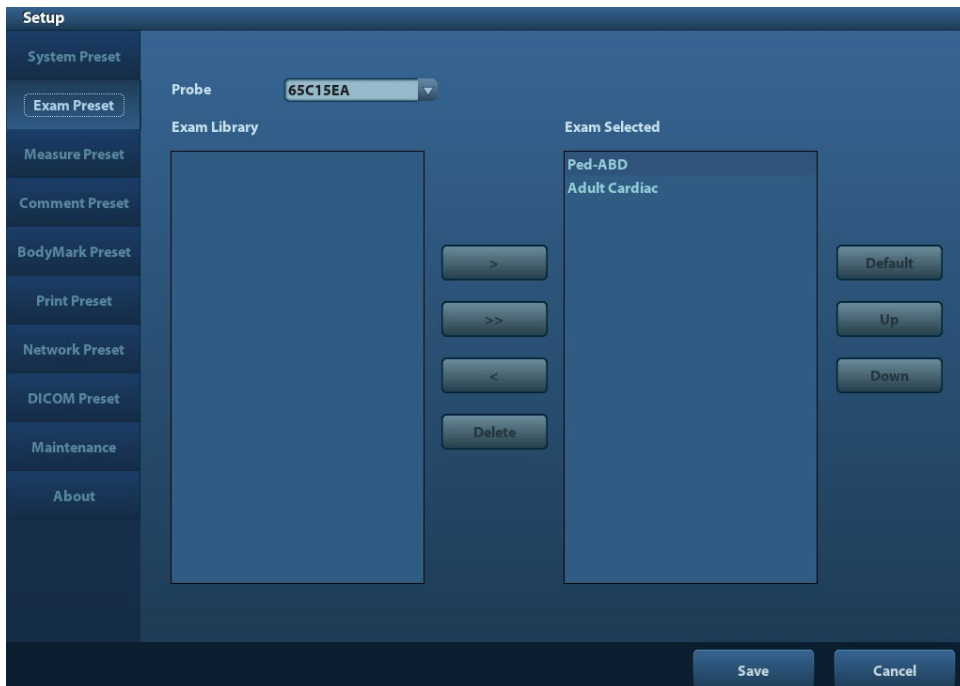 Setup
System Preset
Exam Preset
Measure Preset
Comment Preset
BodyMark Preset
Print Preset
Network Preset
DICOM Preset
Maintenance
About
Probe 65C15EA
Exam Library
Exam Selected
Ped-ABD
Adult Cardiac
>
>>
<
Delete
Default
Up
Down
Save
Cancel